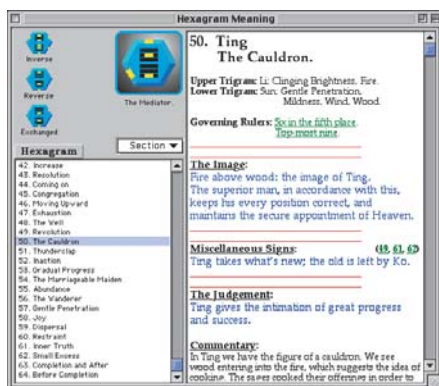 Hexagram Meaning
Inverse
Reverse
Exchanged
The Mediator.
Section
Hexagram
42. Increase
43. Resolution
44. Coming on
45. Congregation
46. Moving Upward
47. Exhaustion
48. The Well
49. Revolution
50. The Cauldron
51. Thunderclap
52. Inaction
53. Gradual Progress
54. The Marriageable Maiden
55. Abundance
56. The Wanderer
57. Gentle Penetration
58. Joy
59. Dispersal
60. Restraint
61. Inner Truth
62. Small Excess
63. Completion and After
64. Before Completion
50. Ting
The Cauldron.
Upper Trigram: Li; Clinging Brightness, Fire.
Lower Trigram: Sun; Gentle Penetration,
Mildness, Wind, Wood.
Governing Rulers: Six in the fifth place.
Top-most nine.
The Image:
Fire above wood: the image of Ting.
The superior man, in accordance with this,
keeps his every position correct, and
maintains the secure appointment of Heaven.
Miscellaneous Signs: (49, 61, 62)
Ting takes what's new; the old is left by Ko.
The Judgement:
Ting gives the intimation of great progress
and success.
Commentary:
In Ting we have the figure of a cauldron. We see
wood entering into the fire, which suggests the idea of
cooking. The sages cooked their offerings in order to